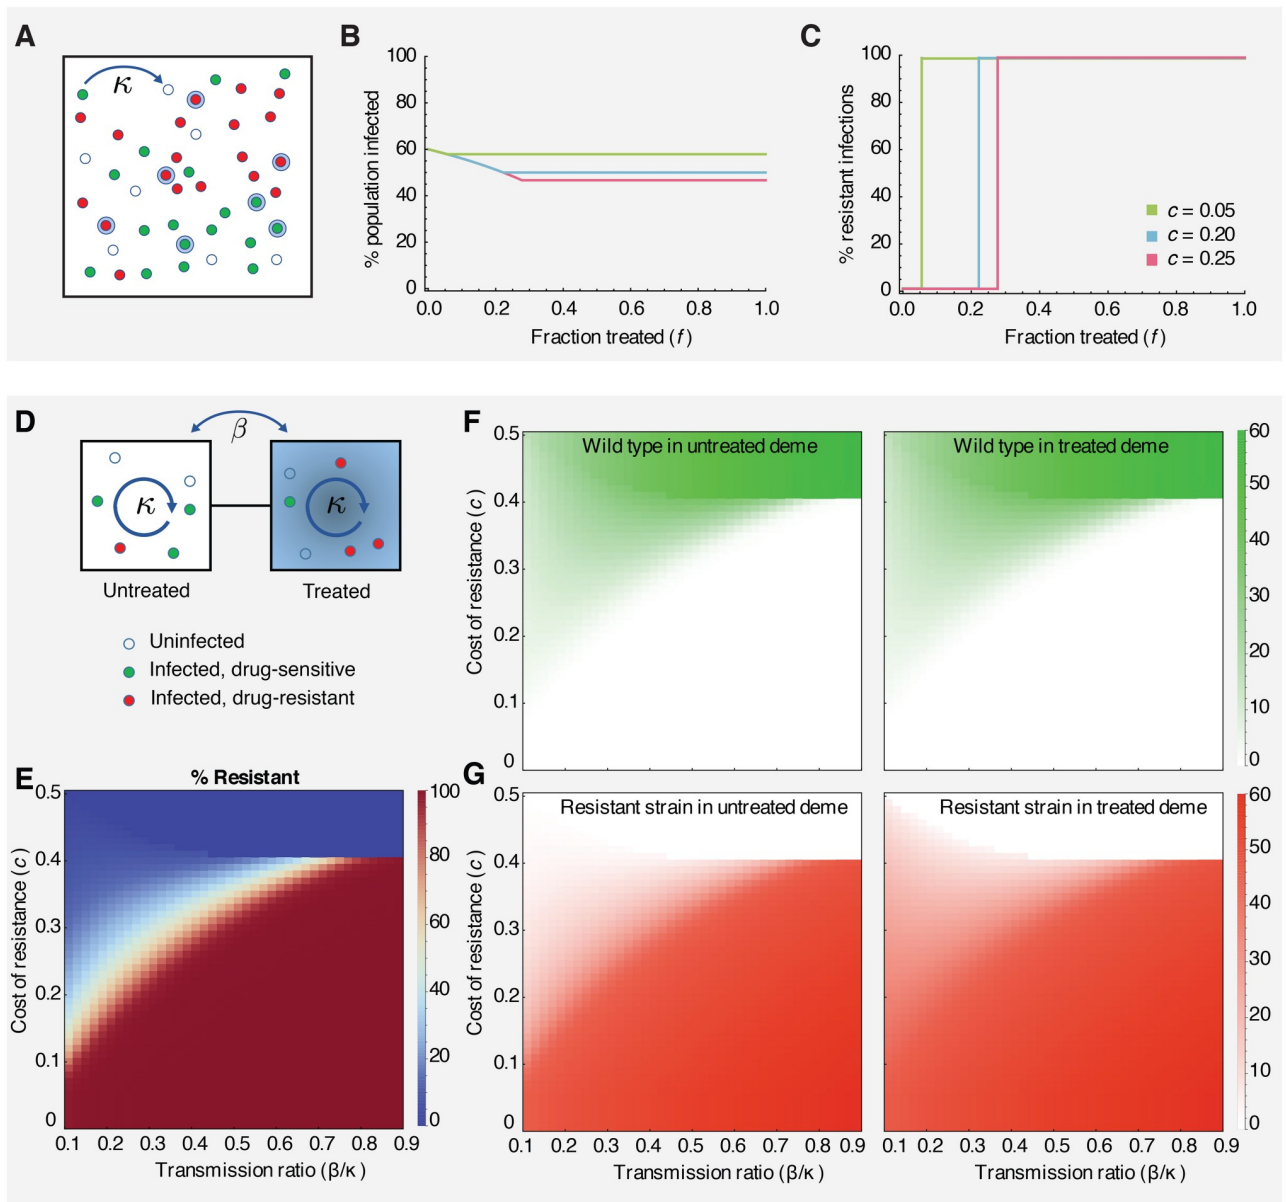 A
κ
B
100
80
60
40
20
0
% population infected
0.0 0.2 0.4 0.6 0.8 1.0
Fraction treated (f)
C
100
80
60
40
20
0
% resistant infections
c = 0.05
c = 0.20
c = 0.25
0.0 0.2 0.4 0.6 0.8 1.0
Fraction treated (f)
D
β
κ
κ
Untreated
Treated
Uninfected
Infected, drug-sensitive
Infected, drug-resistant
E
% Resistant
0.5
0.4
0.3
0.2
0.1
0
Cost of resistance (c)
0.1 0.2 0.3 0.4 0.5 0.6 0.7 0.8 0.9
Transmission ratio (β/κ)
100
80
60
40
20
0
F
Wild type in untreated deme
Wild type in treated deme
0.5
0.4
0.3
0.2
0.1
0
Cost of resistance (c)
60
50
40
30
20
10
0
G
Resistant strain in untreated deme
Resistant strain in treated deme
0.5
0.4
0.3
0.2
0.1
0
Cost of resistance (c)
0.1 0.2 0.3 0.4 0.5 0.6 0.7 0.8 0.9
Transmission ratio (β/κ)
0.1 0.2 0.3 0.4 0.5 0.6 0.7 0.8 0.9
Transmission ratio (β/κ)
60
50
40
30
20
10
0